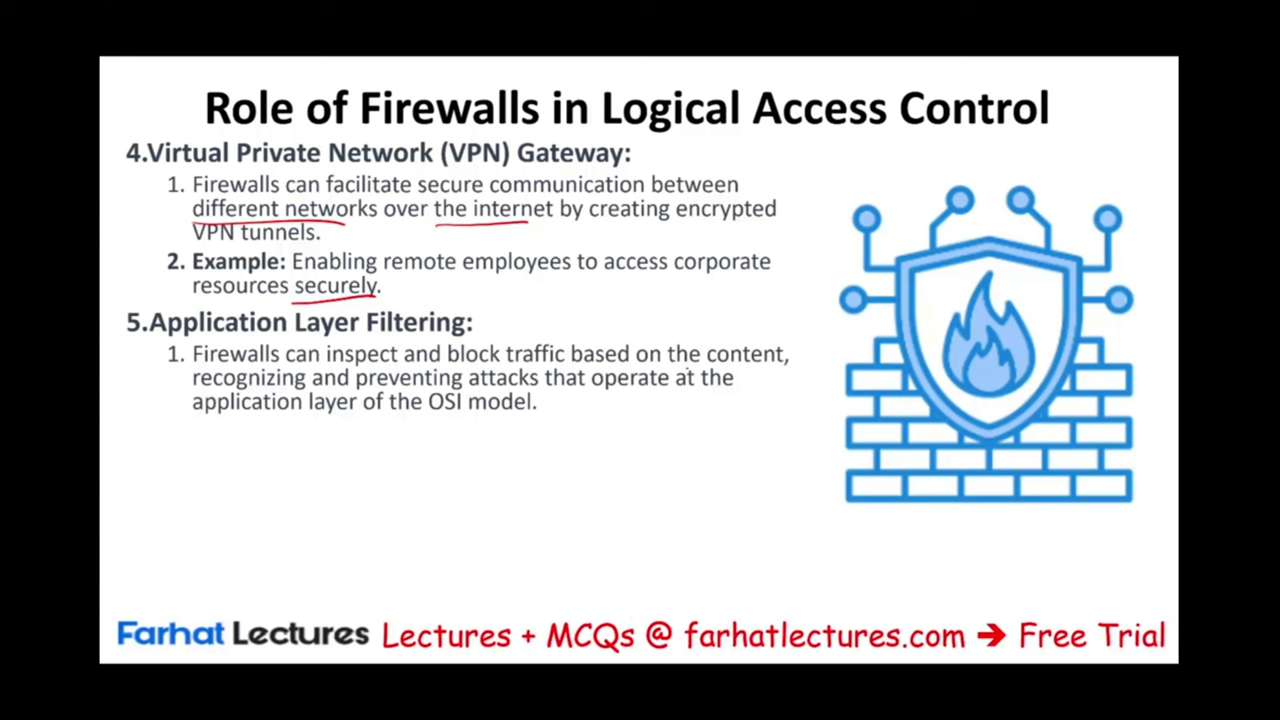 Role of Firewalls in Logical Access Control
4.Virtual Private Network (VPN) Gateway:
1. Firewalls can facilitate secure communication between
different networks over the internet by creating encrypted
VPN tunnels.
2. Example: Enabling remote employees to access corporate
resources securely.
5.Application Layer Filtering:
1. Firewalls can inspect and block traffic based on the content,
recognizing and preventing attacks that operate at the
application layer of the OSI model.
Farhat Lectures Lectures + MCQs @ farhatlectures.com ➔ Free Trial